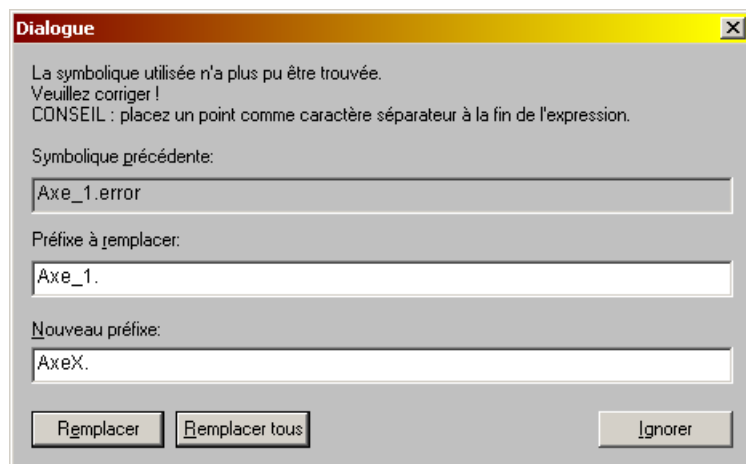 Dialogue
La symbolique utilisée n'a plus pu être trouvée.
Veuillez corriger !
CONSEIL : placez un point comme caractère séparateur à la fin de l'expression.
Symbolique précédente:
Axe_1.error
Préfixe à remplacer:
Axe_1.
Nouveau préfixe:
AxeX.
Remplacer Remplacer tous Ignorer